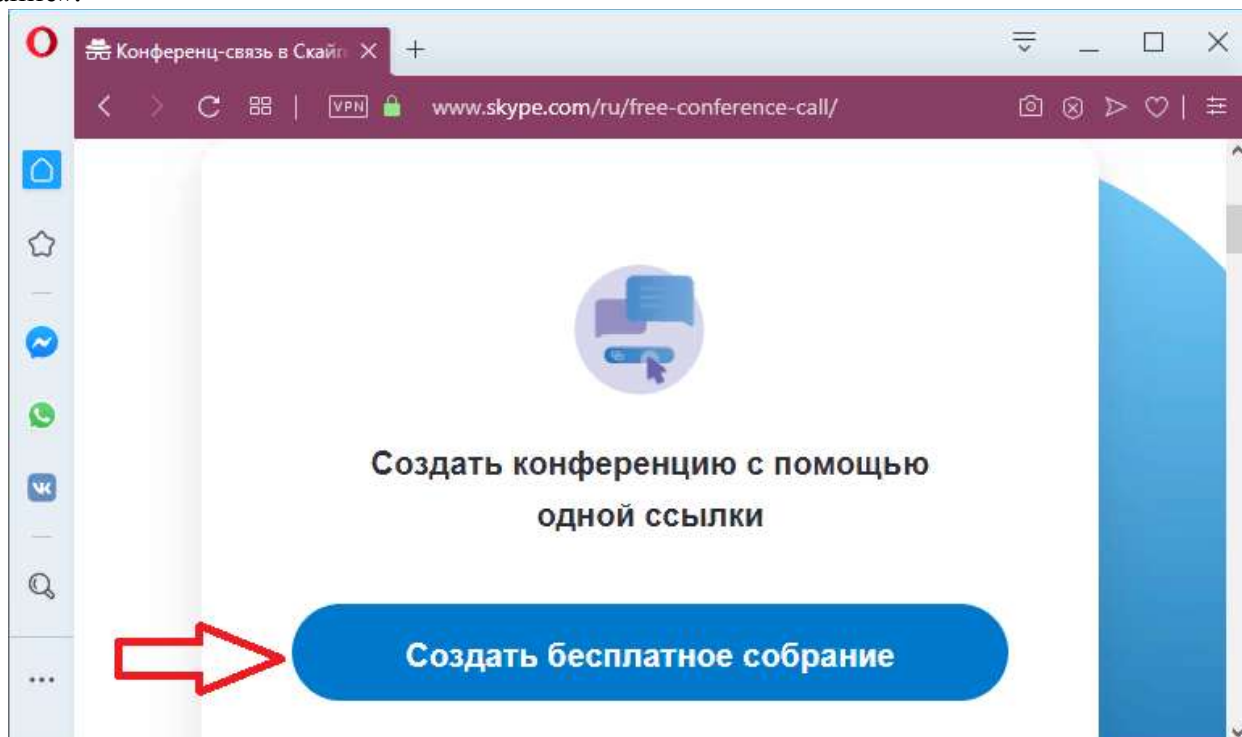 Конференц-связь в Скайп
VPN www.skype.com/ru/free-conference-call/
Создать конференцию с помощью
одной ссылки
Создать бесплатное собрание